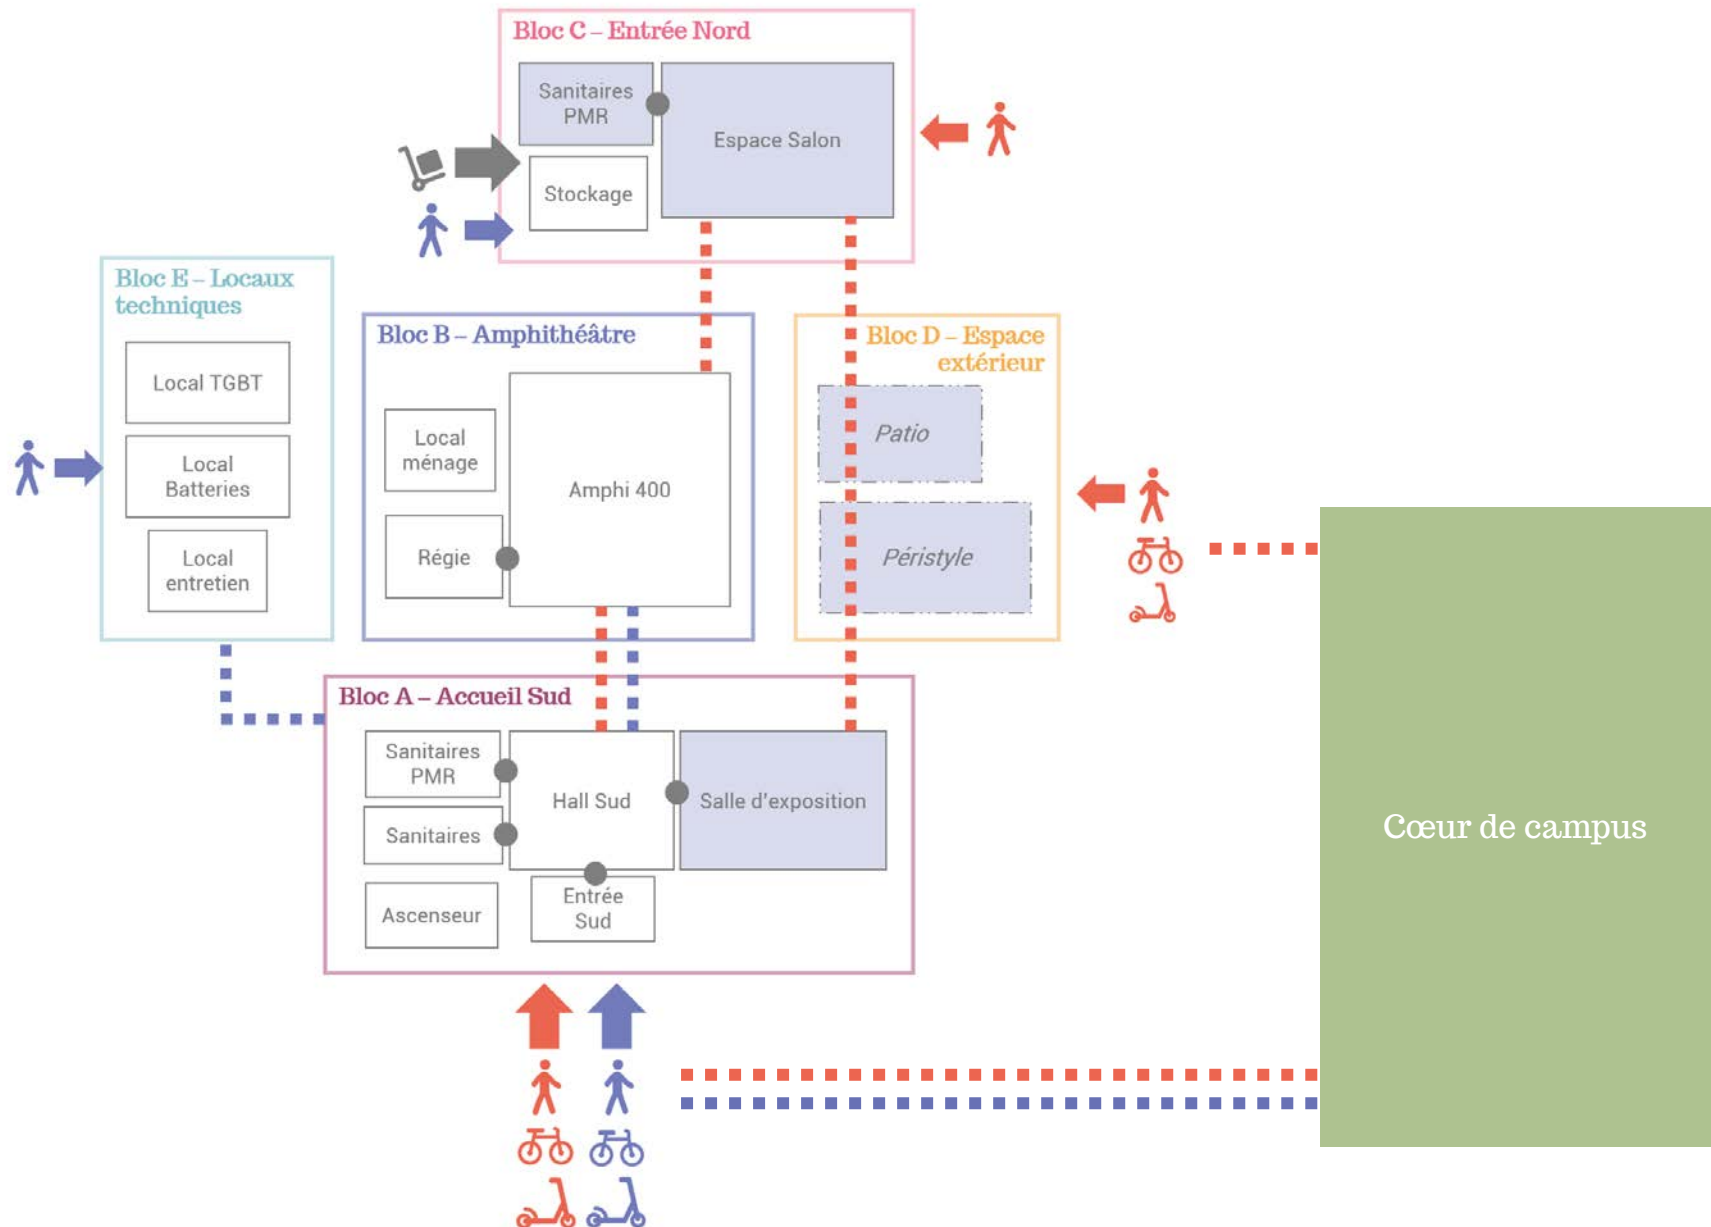 Bloc C – Entrée Nord
Sanitaires
PMR
Espace Salon
Stockage
Bloc E – Locaux
techniques
Local TGBT
Local
Batteries
Local
entretien
Bloc B – Amphithéâtre
Local
ménage
Amphi 400
Régie
Bloc D – Espace
extérieur
Patio
Péristyle
Bloc A – Accueil Sud
Sanitaires
PMR
Hall Sud
Salle d'exposition
Sanitaires
Ascenseur
Entrée
Sud
Cœur de campus